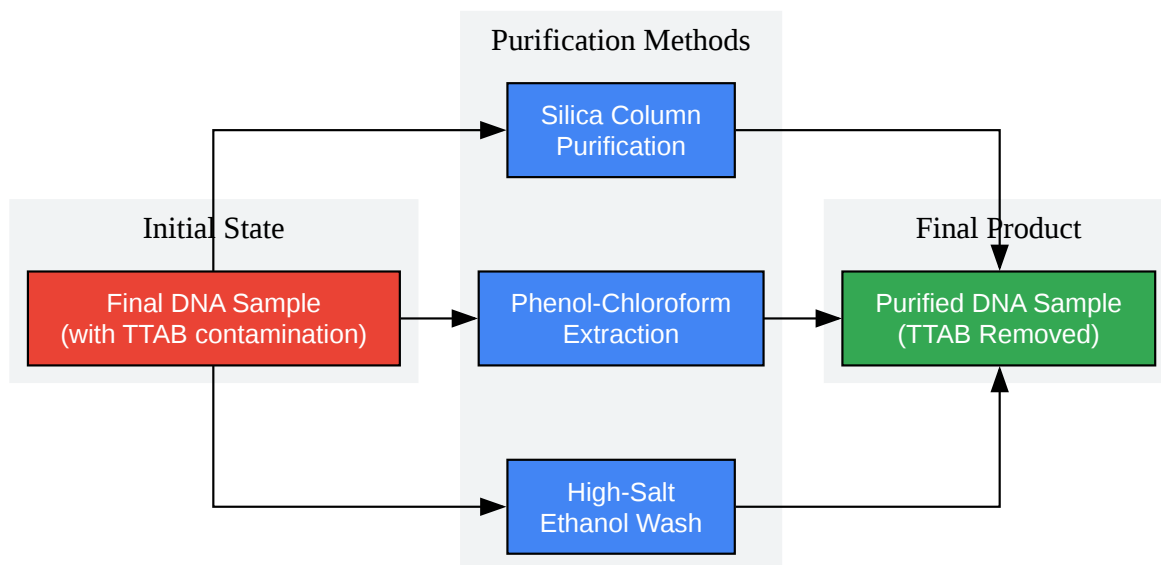 Purification Methods
Silica Column
Purification
Initial State
Final DNA Sample
(with TTAB contamination)
Phenol-Chloroform
Extraction
Final Product
Purified DNA Sample
(TTAB Removed)
High-Salt
Ethanol Wash